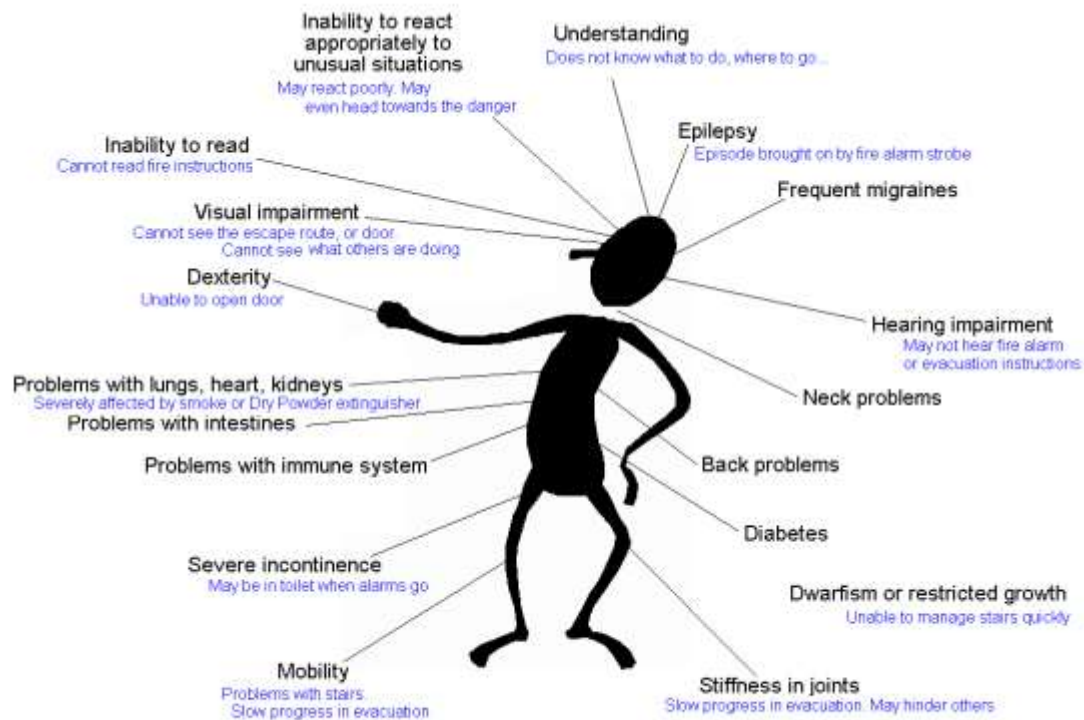 Inability to react
appropriately to
unusual situations
May react poorly. May
even head towards the danger
Understanding
Does not know what to do, where to go...
Epilepsy
Episode brought on by fire alarm strobe
Inability to read
Cannot read fire instructions
Frequent migraines
Visual impairment
Cannot see the escape route, or door
Cannot see what others are doing
Dexterity
Unable to open door
Hearing impairment
May not hear fire alarm
or evacuation instructions
Problems with lungs, heart, kidneys
Severely affected by smoke or Dry Powder extinguisher
Neck problems
Problems with intestines
Problems with immune system
Back problems
Diabetes
Severe incontinence
May be in toilet when alarms go
Dwarfism or restricted growth
Unable to manage stairs quickly
Mobility
Problems with stairs
Slow progress in evacuation
Stiffness in joints
Slow progress in evacuation. May hinder others